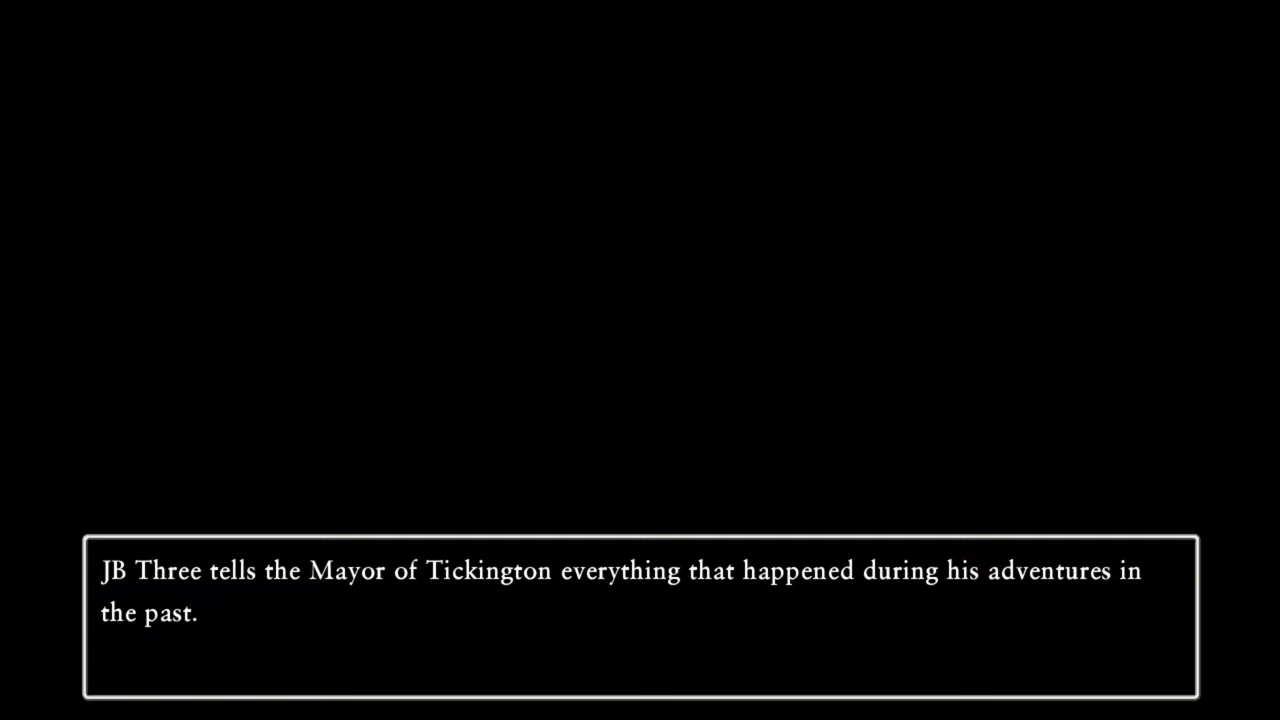 JB Three tells the Mayor of Tickington everything that happened during his adventures in
the past.